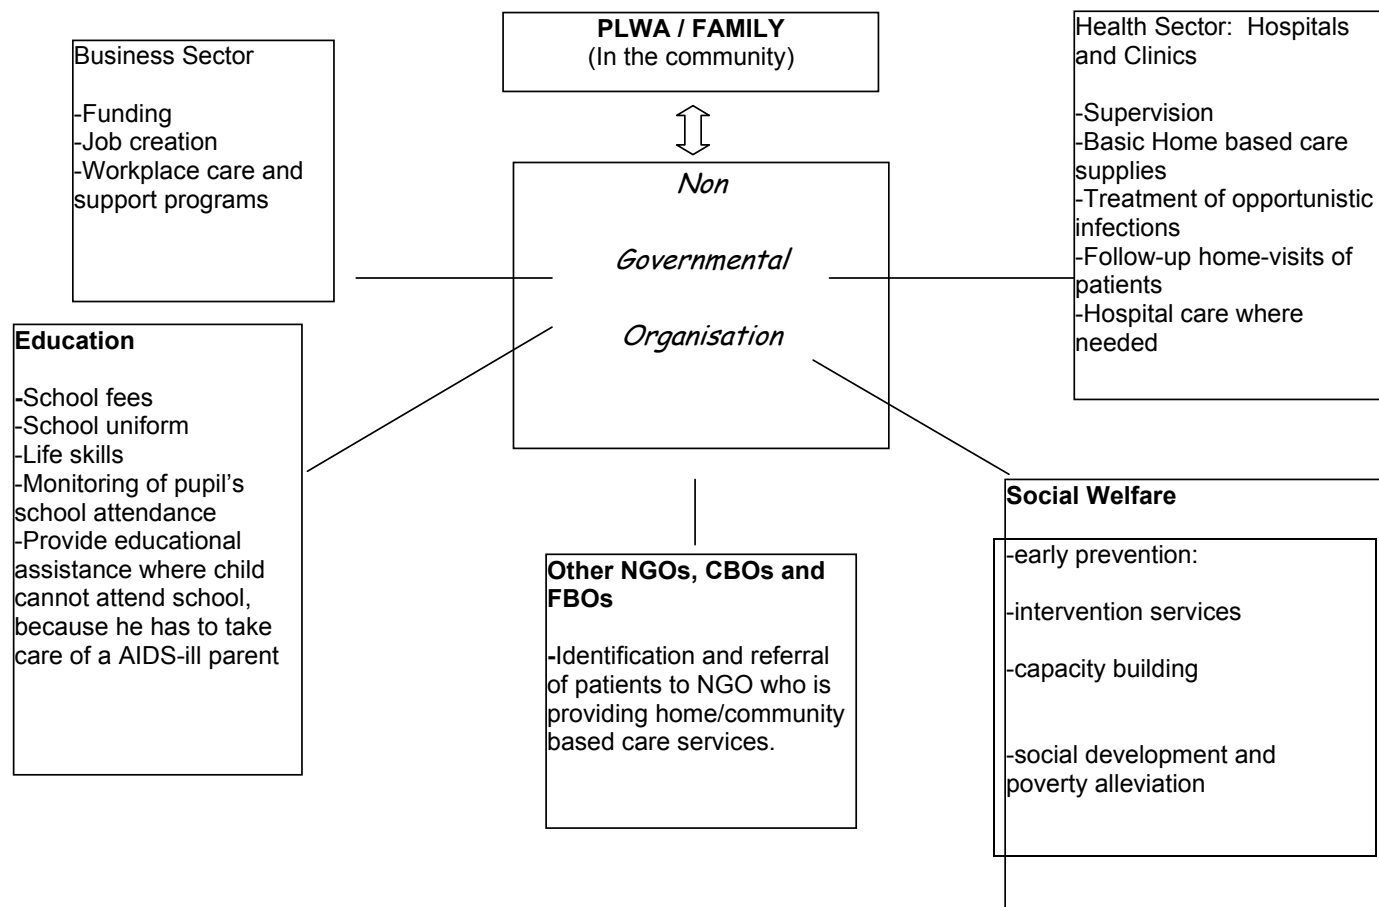 PLWA / FAMILY
(In the community)
Business Sector
-Funding
-Job creation
-Workplace care and
support programs
Health Sector:  Hospitals
and Clinics
-Supervision
-Basic Home based care
supplies
-Treatment of opportunistic
infections
-Follow-up home-visits of
patients
-Hospital care where
needed
Non
Governmental
Organisation
Education
-School fees
-School uniform
-Life skills
-Monitoring of pupil’s
school attendance
-Provide educational
assistance where child
cannot attend school,
because he has to take
care of a AIDS-ill parent
Other NGOs, CBOs and
FBOs
-Identification and referral
of patients to NGO who is
providing home/community
based care services.
Social Welfare
-early prevention:
-intervention services
-capacity building
-social development and
poverty alleviation